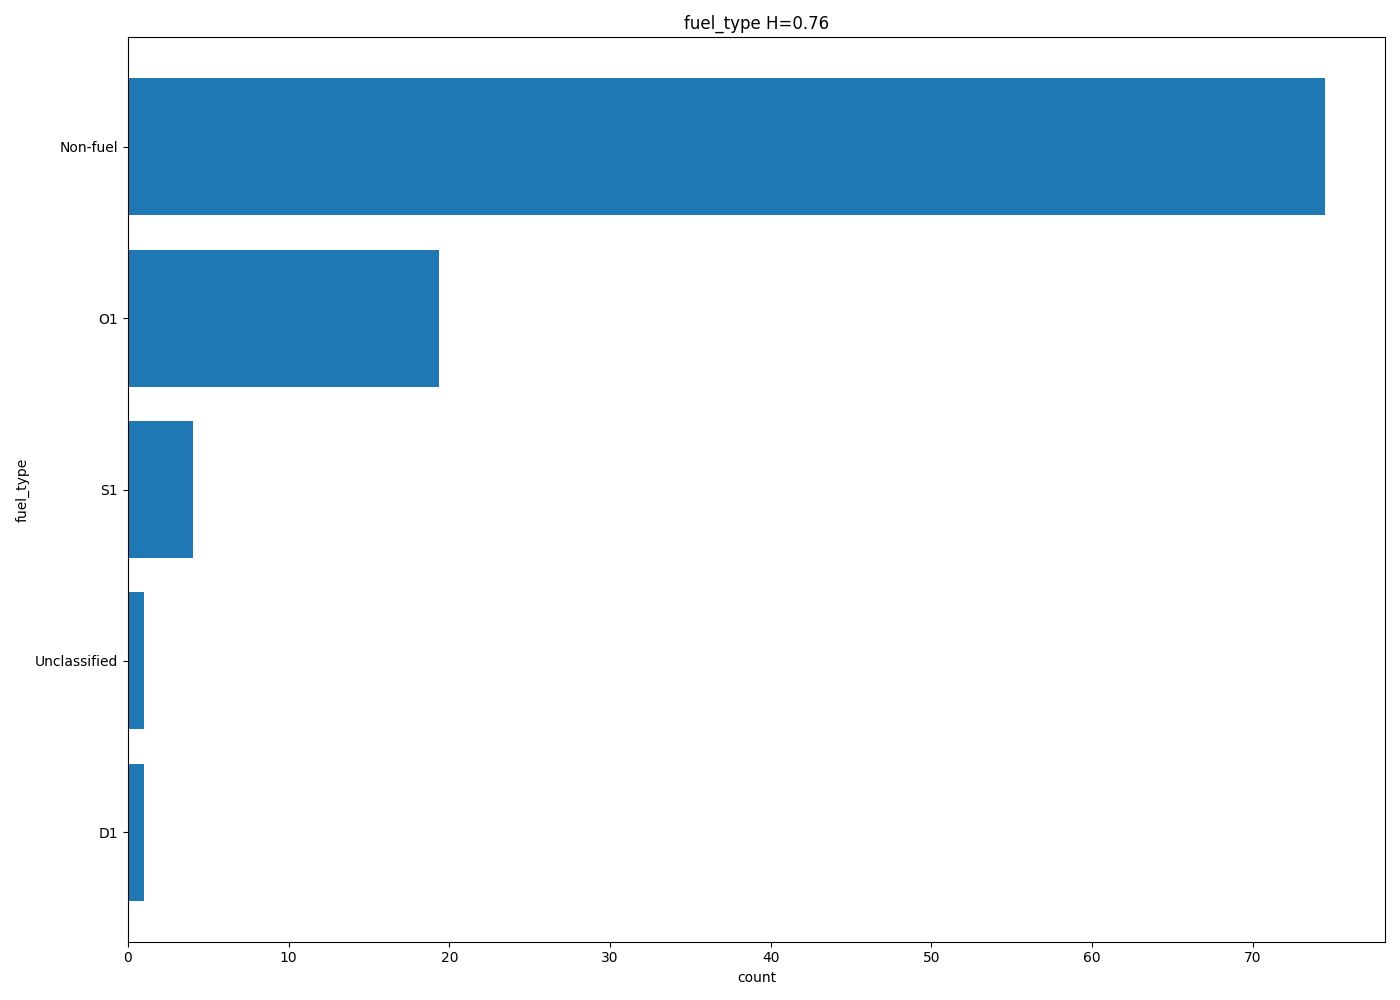 fuel_type H=0.76
Non-fuel
O1
S1
Unclassified
D1
fuel_type
0 10 20 30 40 50 60 70
count